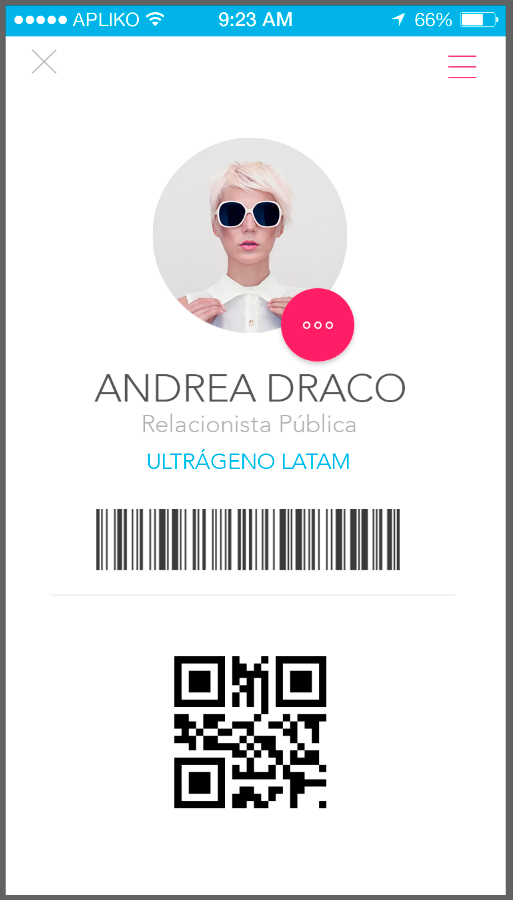 APLIKO 9:23 AM 66%
ANDREA DRACO
Relacionista Pública
ULTRÁGENO LATAM